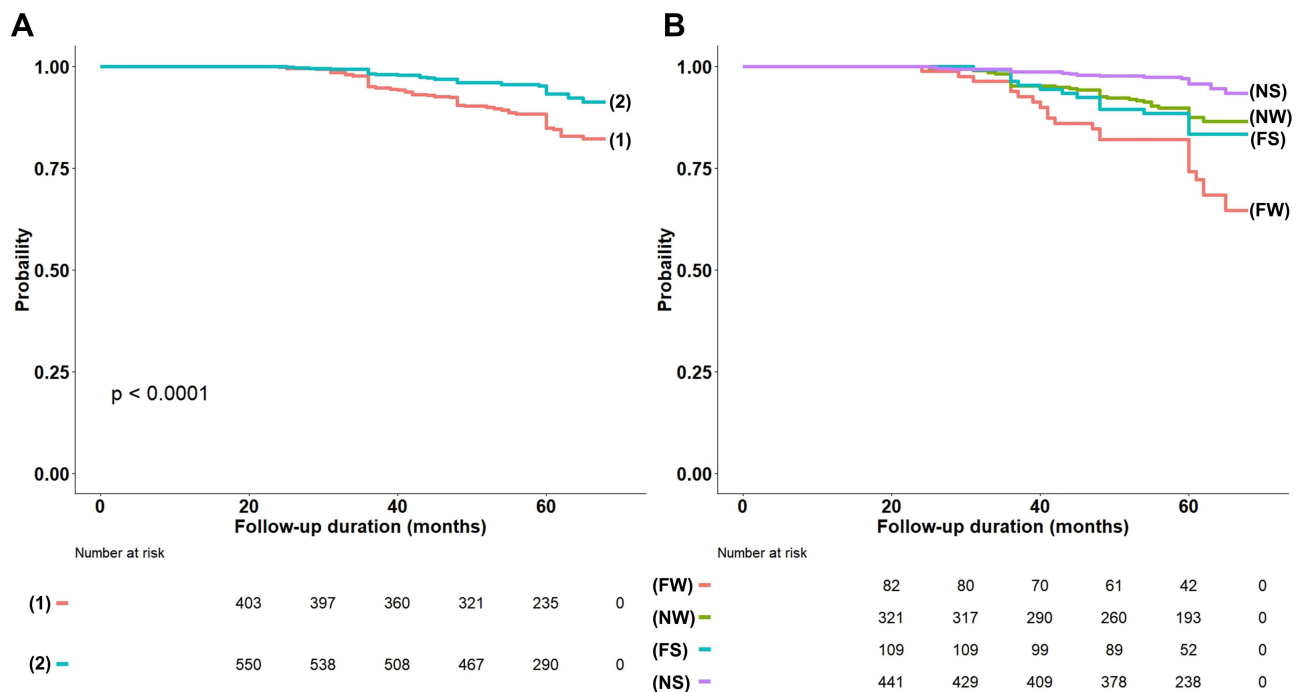 A
1.00
0.75
0.50
0.25
0.00
Probaility
(2)
(1)
p < 0.0001
0 20 40 60
Follow-up duration (months)
Number at risk
(1) 403 397 360 321 235 0
(2) 550 538 508 467 290 0
B
1.00
0.75
0.50
0.25
0.00
Probaility
(NS)
(NW)
(FS)
(FW)
0 20 40 60
Follow-up duration (months)
Number at risk
(FW) 82 80 70 61 42 0
(NW) 321 317 290 260 193 0
(FS) 109 109 99 89 52 0
(NS) 441 429 409 378 238 0